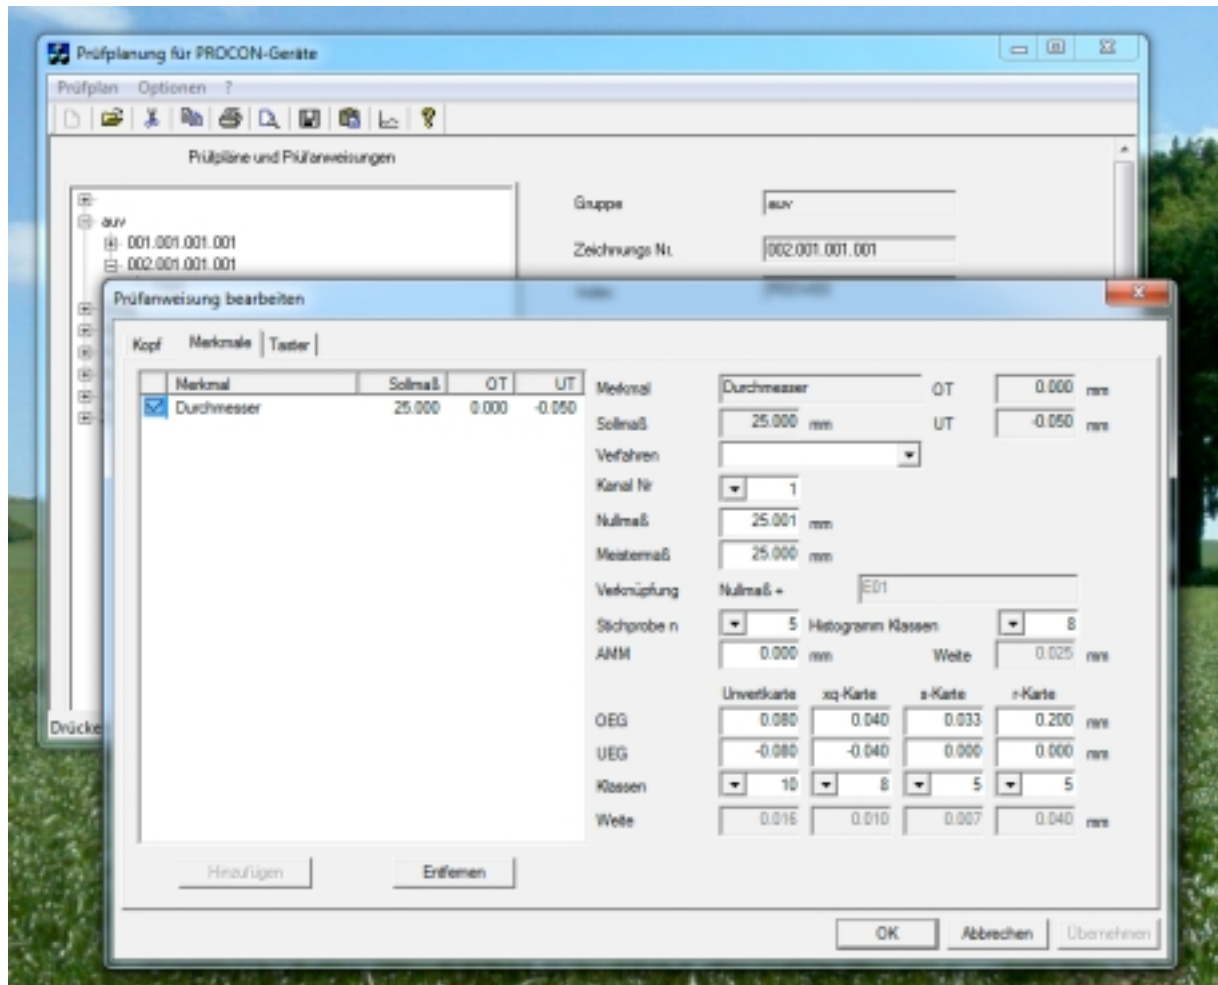 Prüfplanung für PROCON-Geräte
Prüfplan Optionen ?
Prüfpläne und Prüfanweisungen
auv
001.001.001.001
002.001.001.001
Gruppe auv
Zeichnungs Nr. 002.001.001.001
Prüfanweisung bearbeiten
Kopf Merkmale Taster
Merkmal Sollmaß OT UT
Durchmesser 25.000 0.000 -0.050
Merkmal Durchmesser OT 0.000 mm
Sollmaß 25.000 mm UT -0.050 mm
Verfahren
Kanal Nr 1
Nullmaß 25.001 mm
Meistermaß 25.000 mm
Verknüpfung Nullmaß + E01
Stichprobe n 5 Histogramm Klassen 8
AMM 0.000 mm Weite 0.025 mm
Urwertkarte xq-Karte s-Karte r-Karte
OEG 0.080 0.040 0.033 0.200 mm
UEG -0.080 -0.040 0.000 0.000 mm
Klassen 10 8 5 5
Weite 0.016 0.010 0.007 0.040 mm
Drücke
Hinzufügen Entfernen
OK Abbrechen Übernehmen